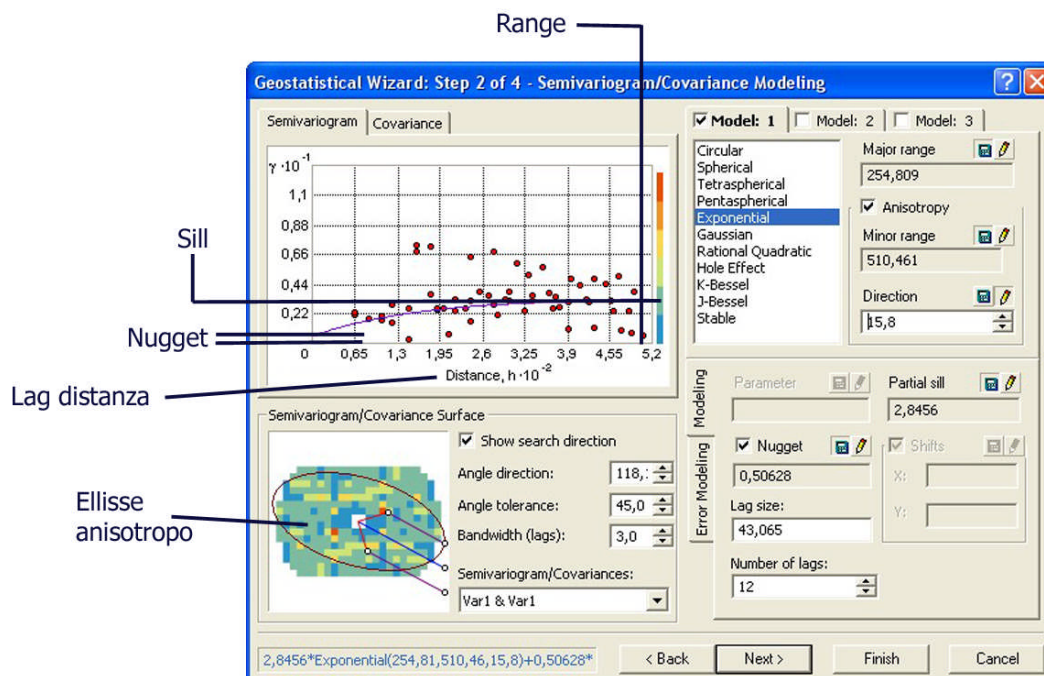 Range
Geostatistical Wizard: Step 2 of 4 - Semivariogram/Covariance Modeling
Semivariogram
Covariance
γ·10⁻¹
1,1
0,88
0,66
0,44
0,22
0
0,65
1,3
1,95
2,6
3,25
3,9
4,55
5,2
Distance, h·10⁻²
Sill
Nugget
Lag distanza
Model: 1
Model: 2
Model: 3
Circular
Spherical
Tetraspherical
Pentaspherical
Exponential
Gaussian
Rational Quadratic
Hole Effect
K-Bessel
J-Bessel
Stable
Major range
254,809
Anisotropy
Minor range
510,461
Direction
15,8
Semivariogram/Covariance Surface
Show search direction
Angle direction:
118,
Angle tolerance:
45,0
Bandwidth (lags):
3,0
Semivariogram/Covariances:
Var1 & Var1
Ellisse
anisotropo
Modeling
Error Modeling
Parameter
Partial sill
2,8456
Nugget
0,50628
Shifts
X:
Y:
Lag size:
43,065
Number of lags:
12
2,8456*Exponential(254,81,510,46,15,8)+0,50628*
< Back
Next >
Finish
Cancel